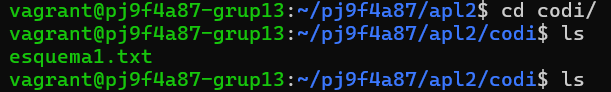 vagrant@pj9f4a87-grup13:~/pj9f4a87/apl2$ cd codi/
vagrant@pj9f4a87-grup13:~/pj9f4a87/apl2/codi$ ls
esquema1.txt
vagrant@pj9f4a87-grup13:~/pj9f4a87/apl2/codi$ ls